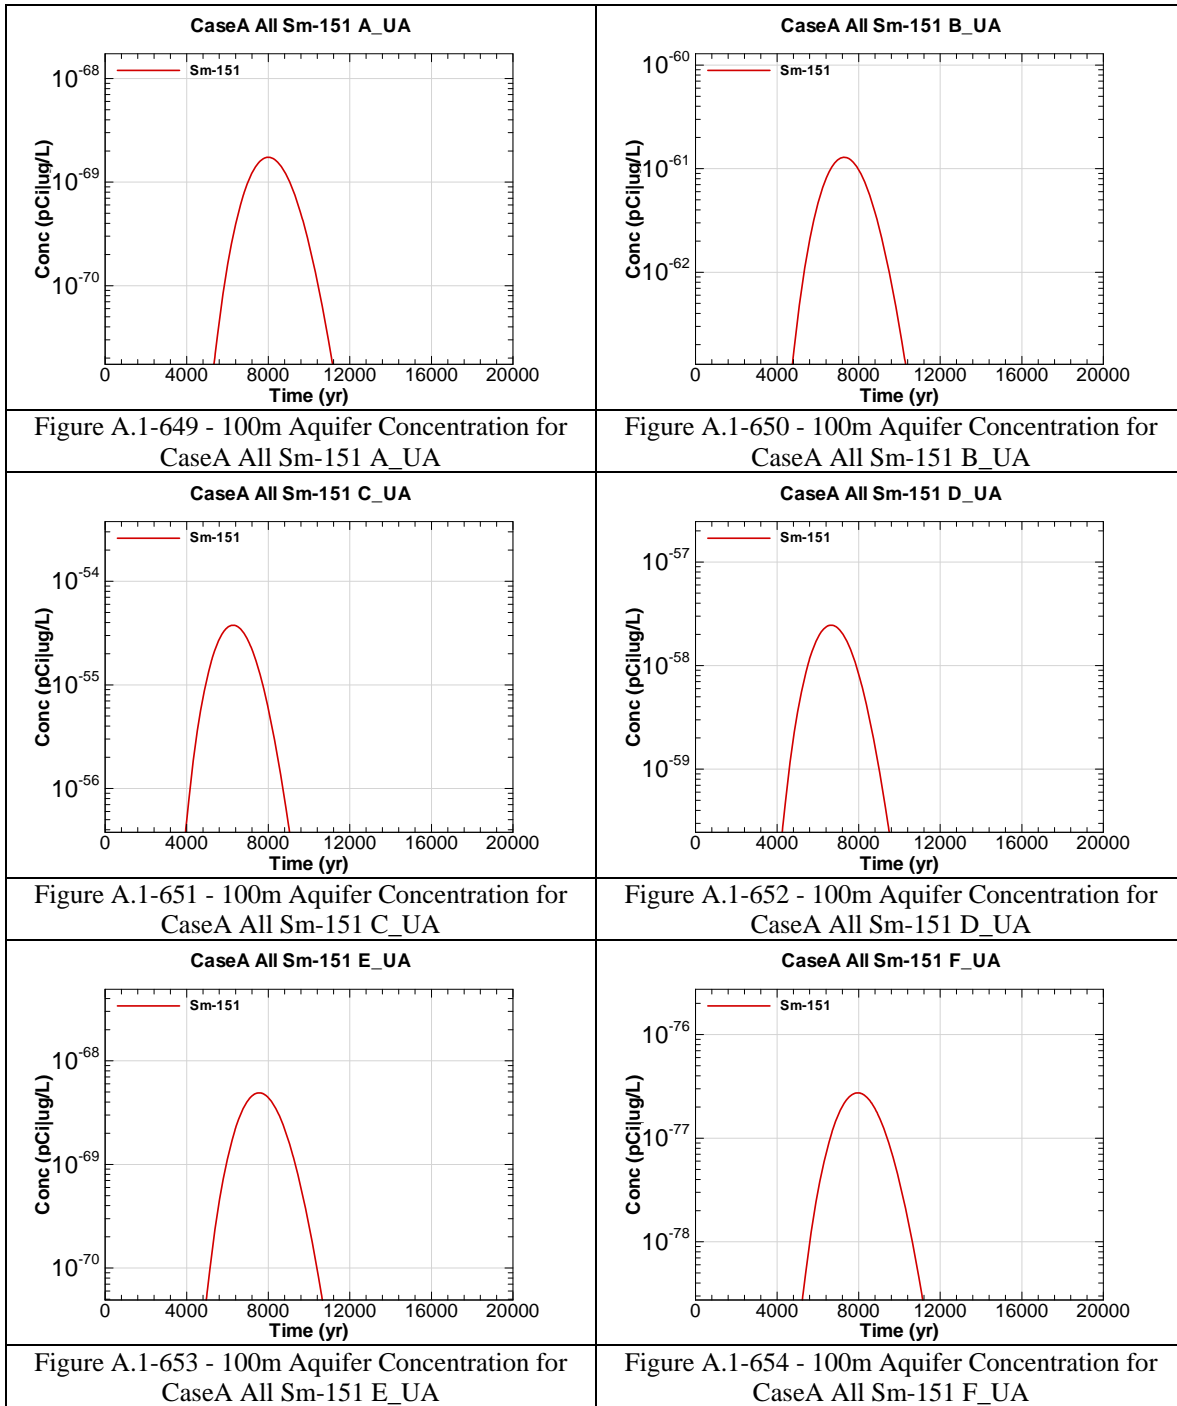 CaseA All Sm-151 A_UA
Sm-151
10-68
10-69
10-70
Conc (pCi|ug/L)
0 4000 8000 12000 16000 20000
Time (yr)
Figure A.1-649 - 100m Aquifer Concentration for
CaseA All Sm-151 A_UA
CaseA All Sm-151 B_UA
Sm-151
10-60
10-61
10-62
Conc (pCi|ug/L)
0 4000 8000 12000 16000 20000
Time (yr)
Figure A.1-650 - 100m Aquifer Concentration for
CaseA All Sm-151 B_UA
CaseA All Sm-151 C_UA
Sm-151
10-54
10-55
10-56
Conc (pCi|ug/L)
0 4000 8000 12000 16000 20000
Time (yr)
Figure A.1-651 - 100m Aquifer Concentration for
CaseA All Sm-151 C_UA
CaseA All Sm-151 D_UA
Sm-151
10-57
10-58
10-59
Conc (pCi|ug/L)
0 4000 8000 12000 16000 20000
Time (yr)
Figure A.1-652 - 100m Aquifer Concentration for
CaseA All Sm-151 D_UA
CaseA All Sm-151 E_UA
Sm-151
10-68
10-69
10-70
Conc (pCi|ug/L)
0 4000 8000 12000 16000 20000
Time (yr)
Figure A.1-653 - 100m Aquifer Concentration for
CaseA All Sm-151 E_UA
CaseA All Sm-151 F_UA
Sm-151
10-76
10-77
10-78
Conc (pCi|ug/L)
0 4000 8000 12000 16000 20000
Time (yr)
Figure A.1-654 - 100m Aquifer Concentration for
CaseA All Sm-151 F_UA